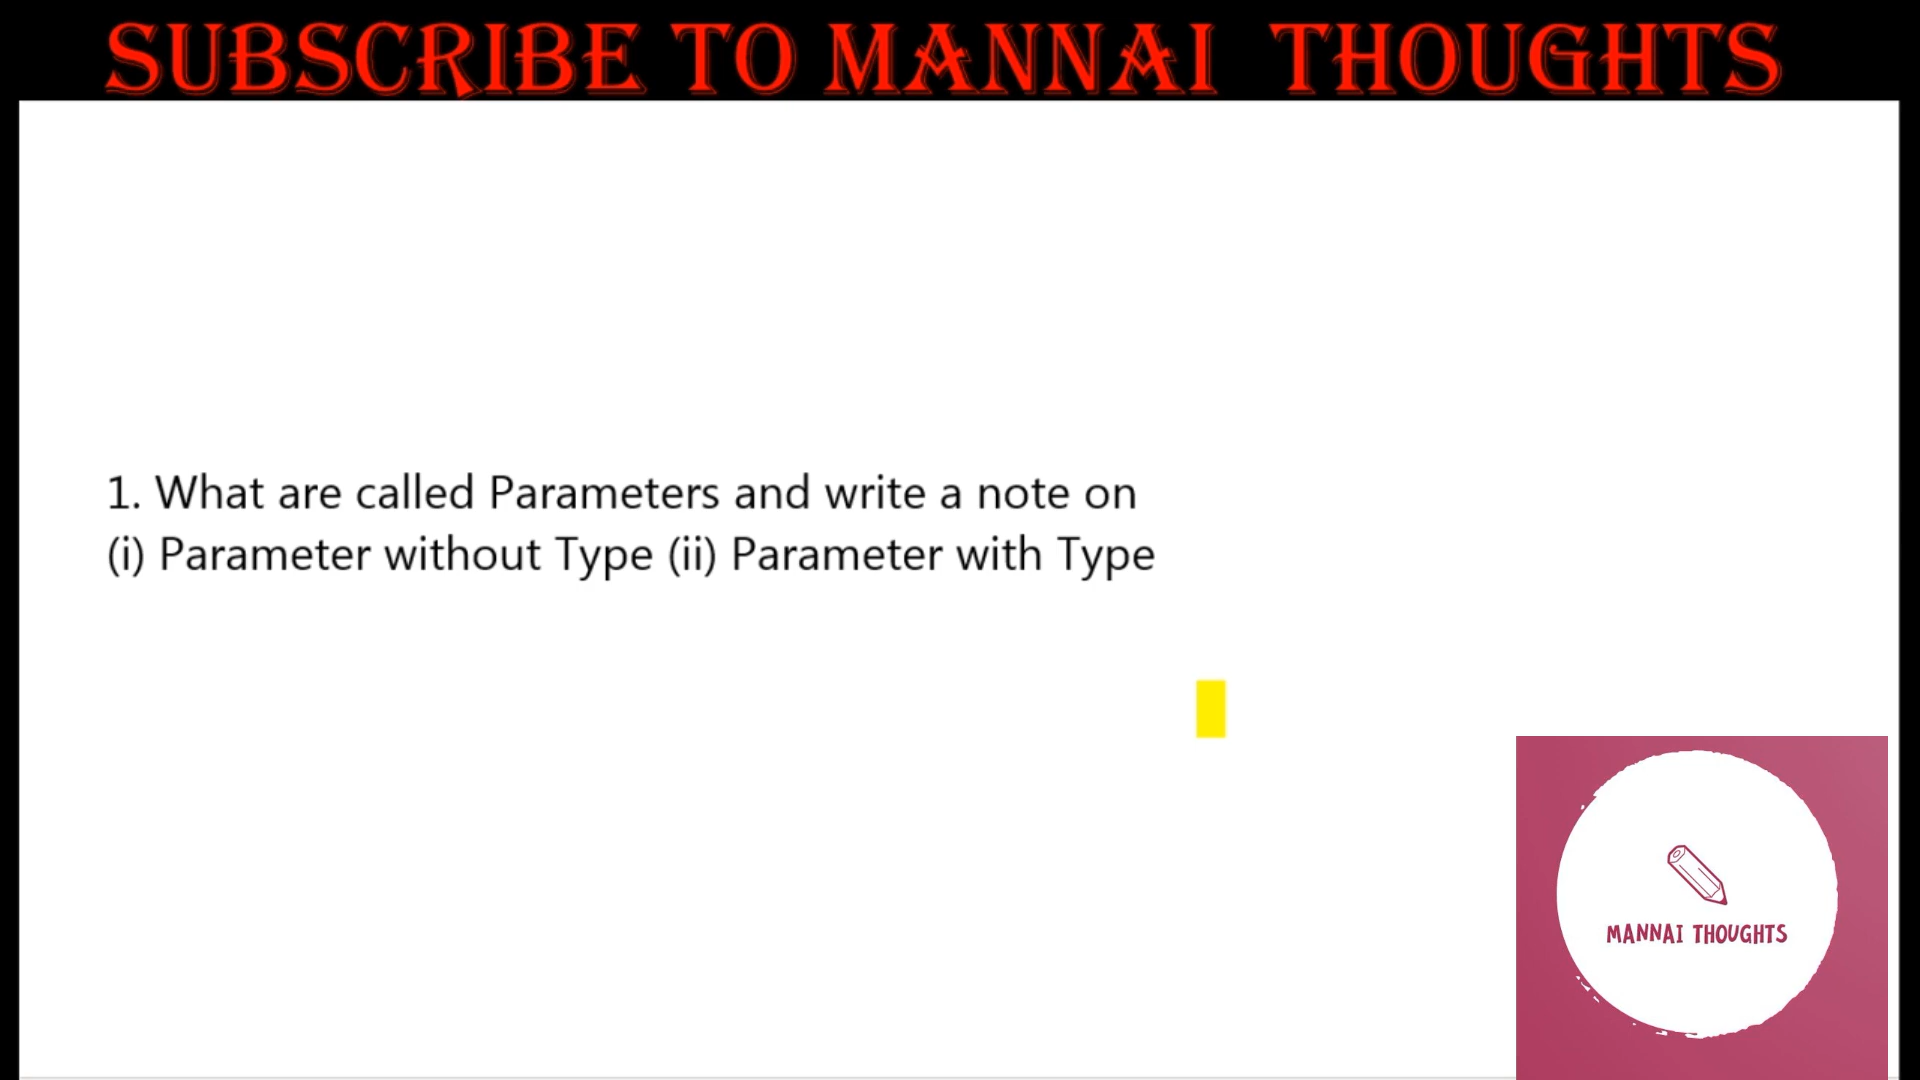 SUBSCRIBE TO MANNAI THOUGHTS
1. What are called Parameters and write a note on
(i) Parameter without Type (ii) Parameter with Type
MANNAI THOUGHTS